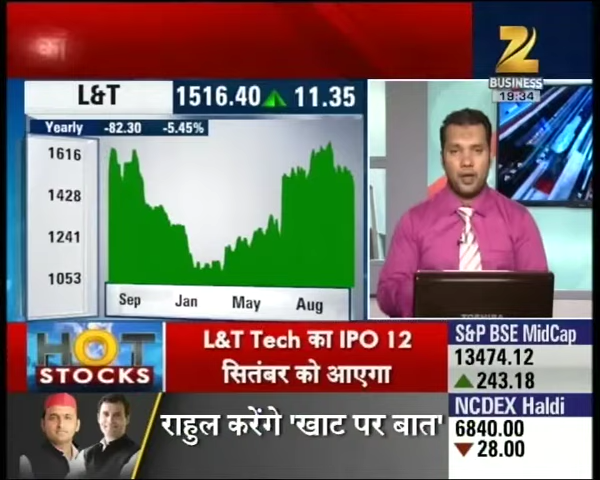 BUSINESS
18:34
L&T
1516.40 11.35
Yearly -82.30 -5.45%
1616
1428
1241
1053
Sep Jan May Aug
TOSHIBA
HOT
STOCKS
L&T Tech का IPO 12
सितंबर को आएगा
S&P BSE MidCap
13474.12
243.18
NCDEX Haldi
6840.00
28.00
राहुल करेंगे 'खाट पर बात'